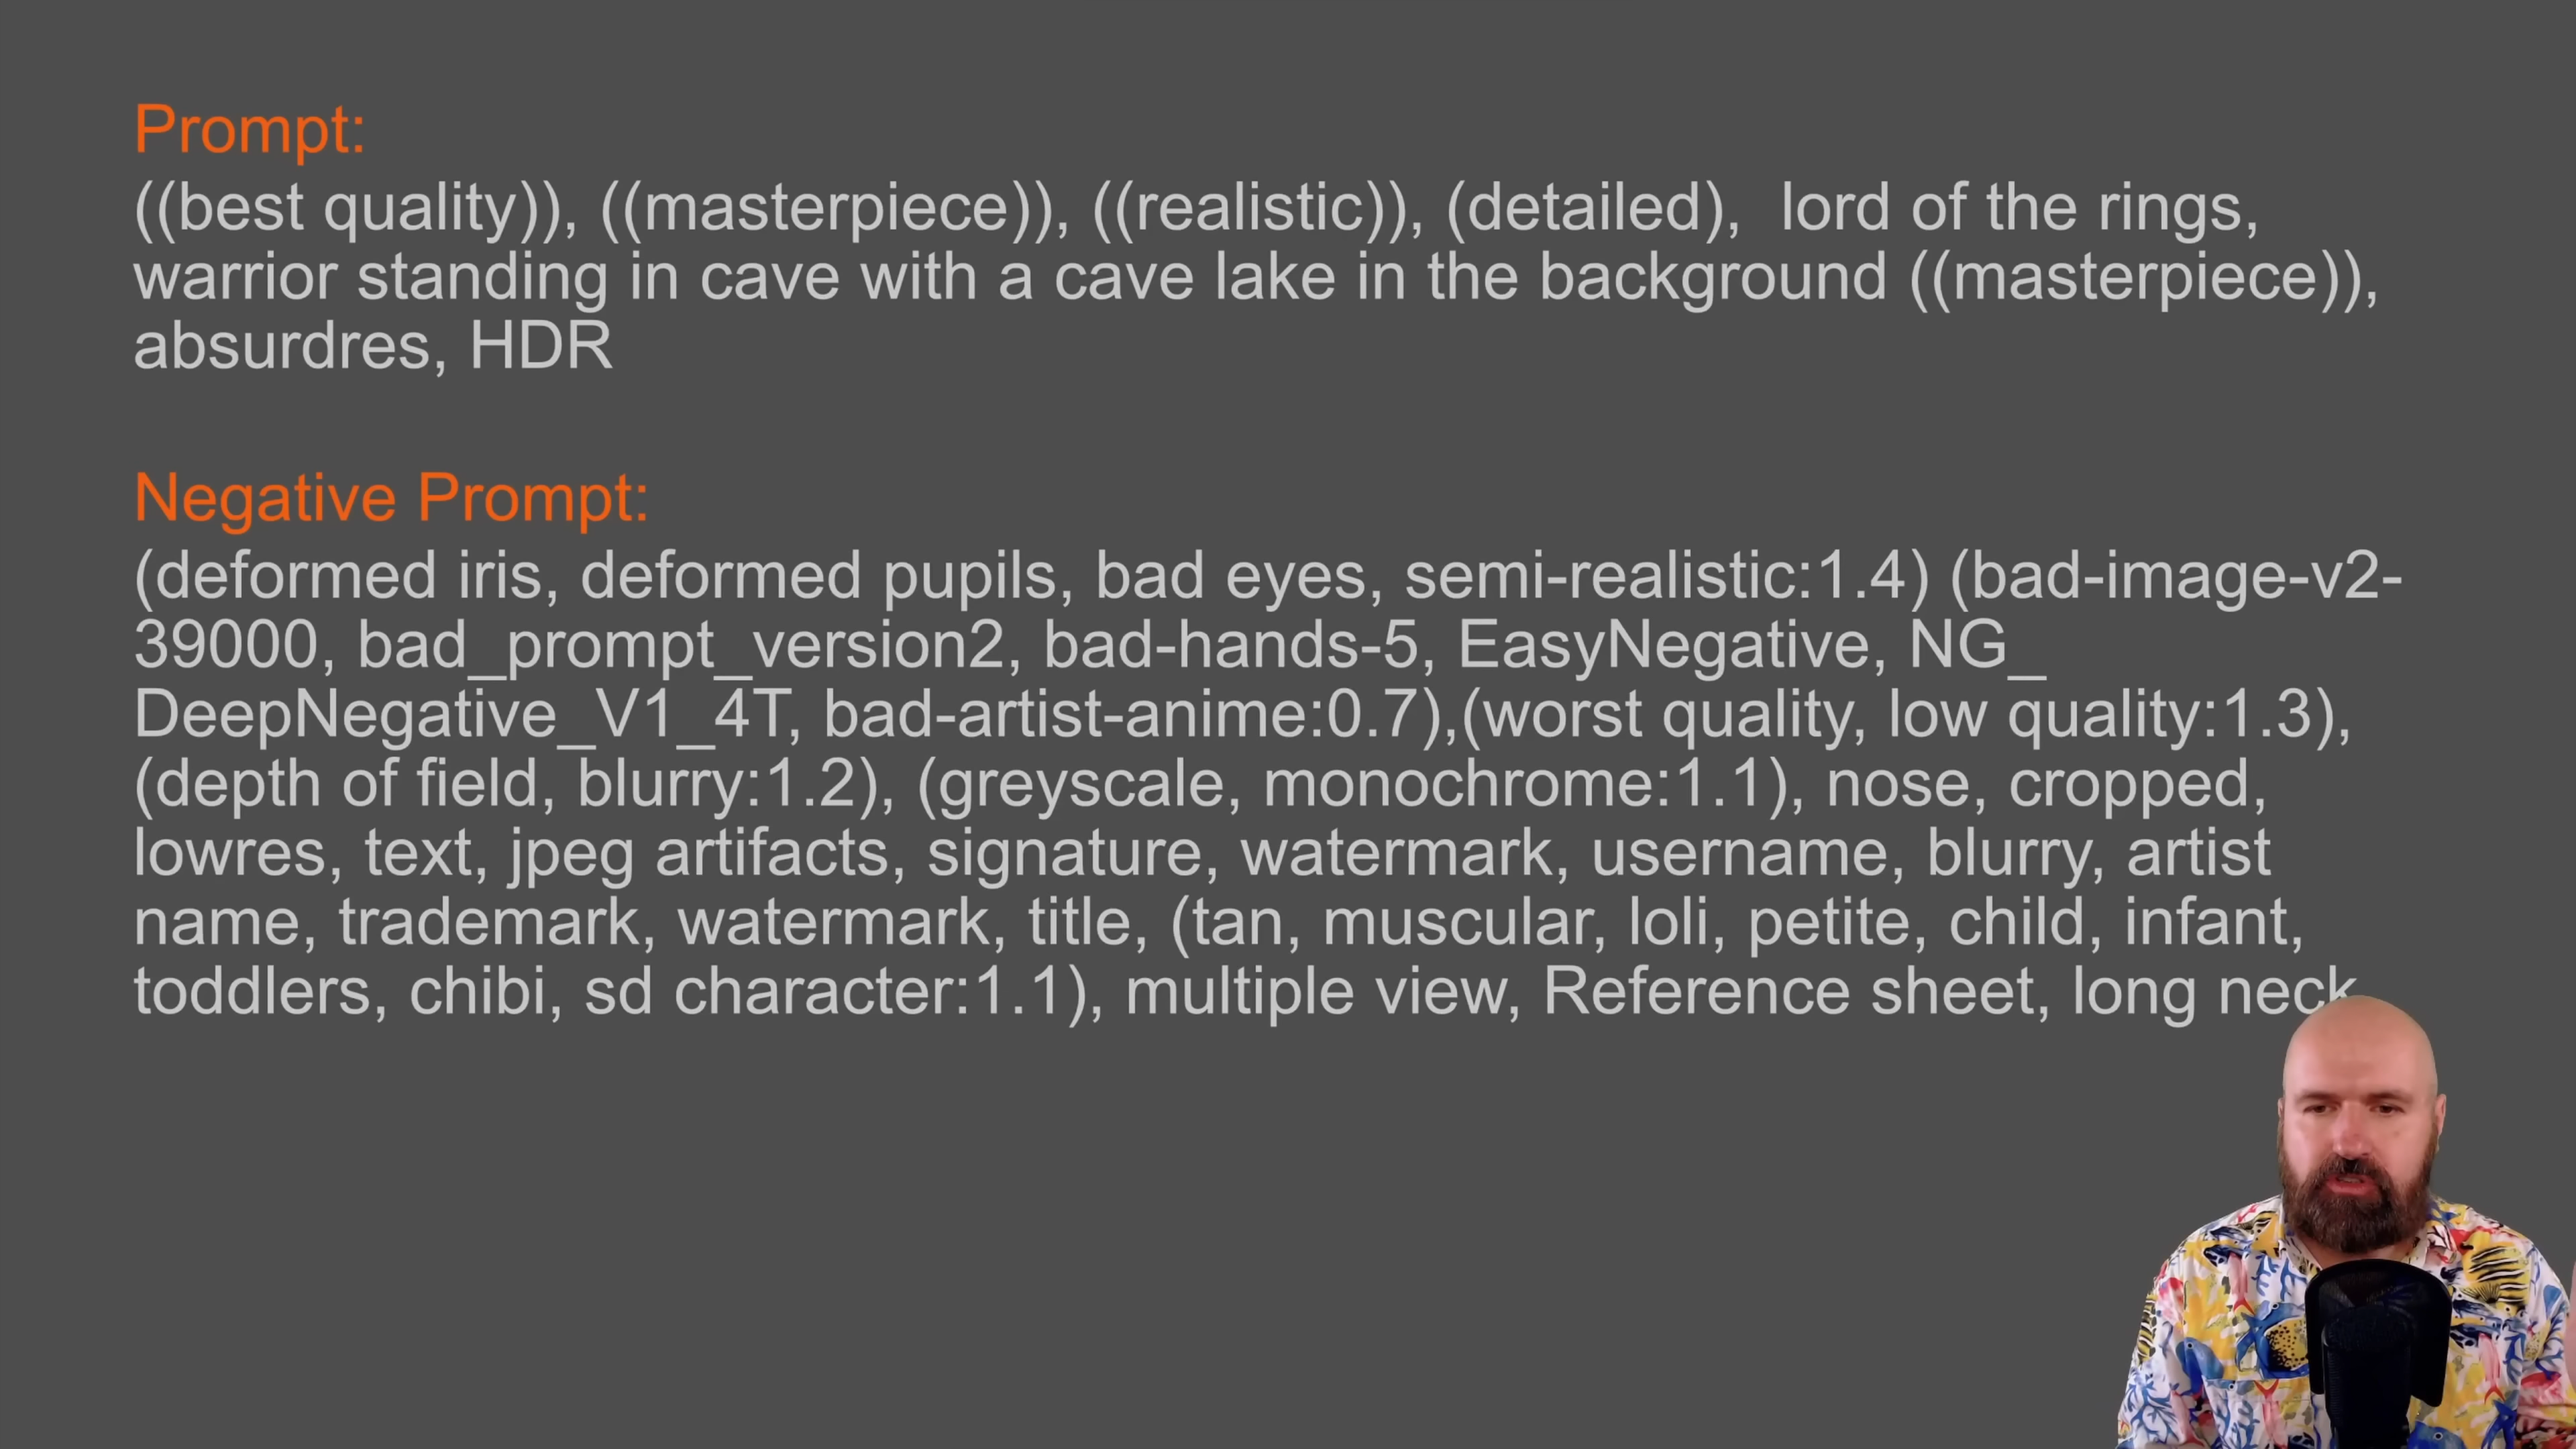 Prompt:
((best quality)), ((masterpiece)), ((realistic)), (detailed),  lord of the rings,
warrior standing in cave with a cave lake in the background ((masterpiece)),
absurdres, HDR
Negative Prompt:
(deformed iris, deformed pupils, bad eyes, semi-realistic:1.4) (bad-image-v2-
39000, bad_prompt_version2, bad-hands-5, EasyNegative, NG_
DeepNegative_V1_4T, bad-artist-anime:0.7),(worst quality, low quality:1.3),
(depth of field, blurry:1.2), (greyscale, monochrome:1.1), nose, cropped,
lowres, text, jpeg artifacts, signature, watermark, username, blurry, artist
name, trademark, watermark, title, (tan, muscular, loli, petite, child, infant,
toddlers, chibi, sd character:1.1), multiple view, Reference sheet, long neck